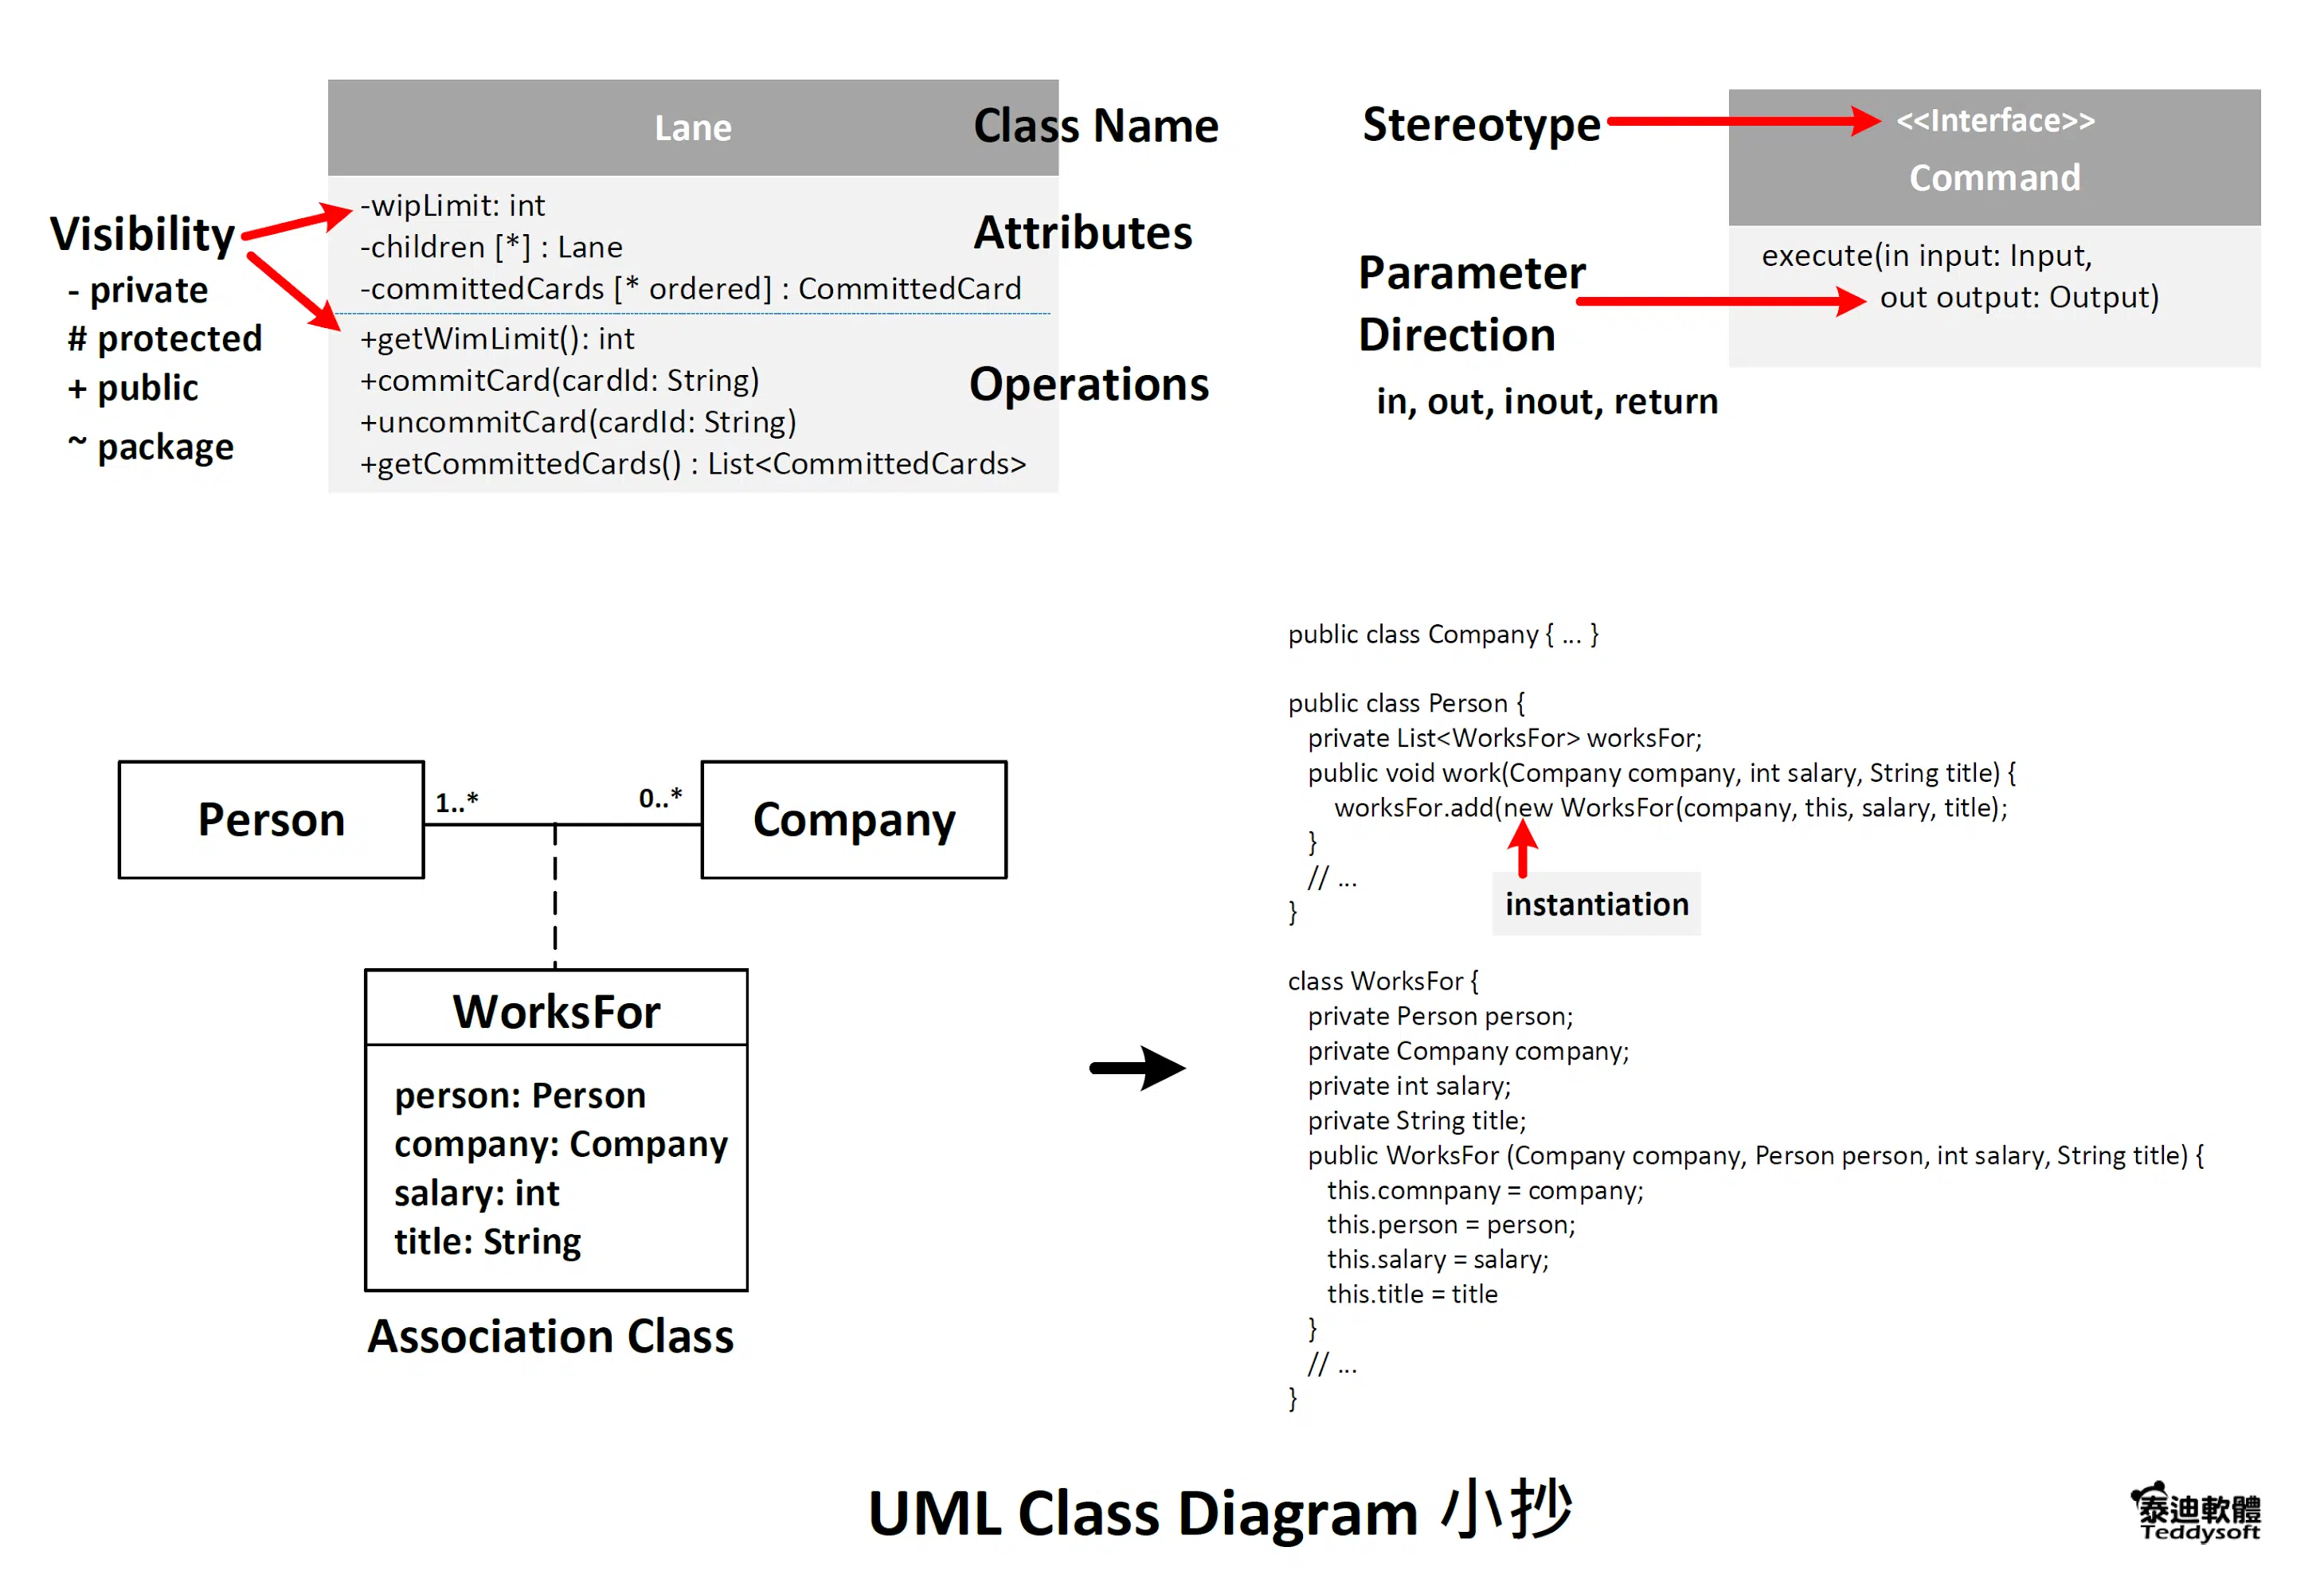 Lane
Class Name
-wipLimit: int
-children [*] : Lane
-committedCards [* ordered] : CommittedCard
Attributes
+getWimLimit(): int
+commitCard(cardId: String)
+uncommitCard(cardId: String)
+getCommittedCards() : List<CommittedCards>
Operations
Visibility
- private
# protected
+ public
~ package
Stereotype
<<Interface>>
Command
Parameter
Direction
in, out, inout, return
execute(in input: Input,
out output: Output)
Person
1..*
0..*
Company
WorksFor
person: Person
company: Company
salary: int
title: String
Association Class
public class Company { ... }
public class Person {
private List<WorksFor> worksFor;
public void work(Company company, int salary, String title) {
worksFor.add(new WorksFor(company, this, salary, title);
}
// ...
}
instantiation
class WorksFor {
private Person person;
private Company company;
private int salary;
private String title;
public WorksFor (Company company, Person person, int salary, String title) {
this.comnpany = company;
this.person = person;
this.salary = salary;
this.title = title
}
// ...
}
UML Class Diagram 小抄
泰迪軟體
Teddysoft